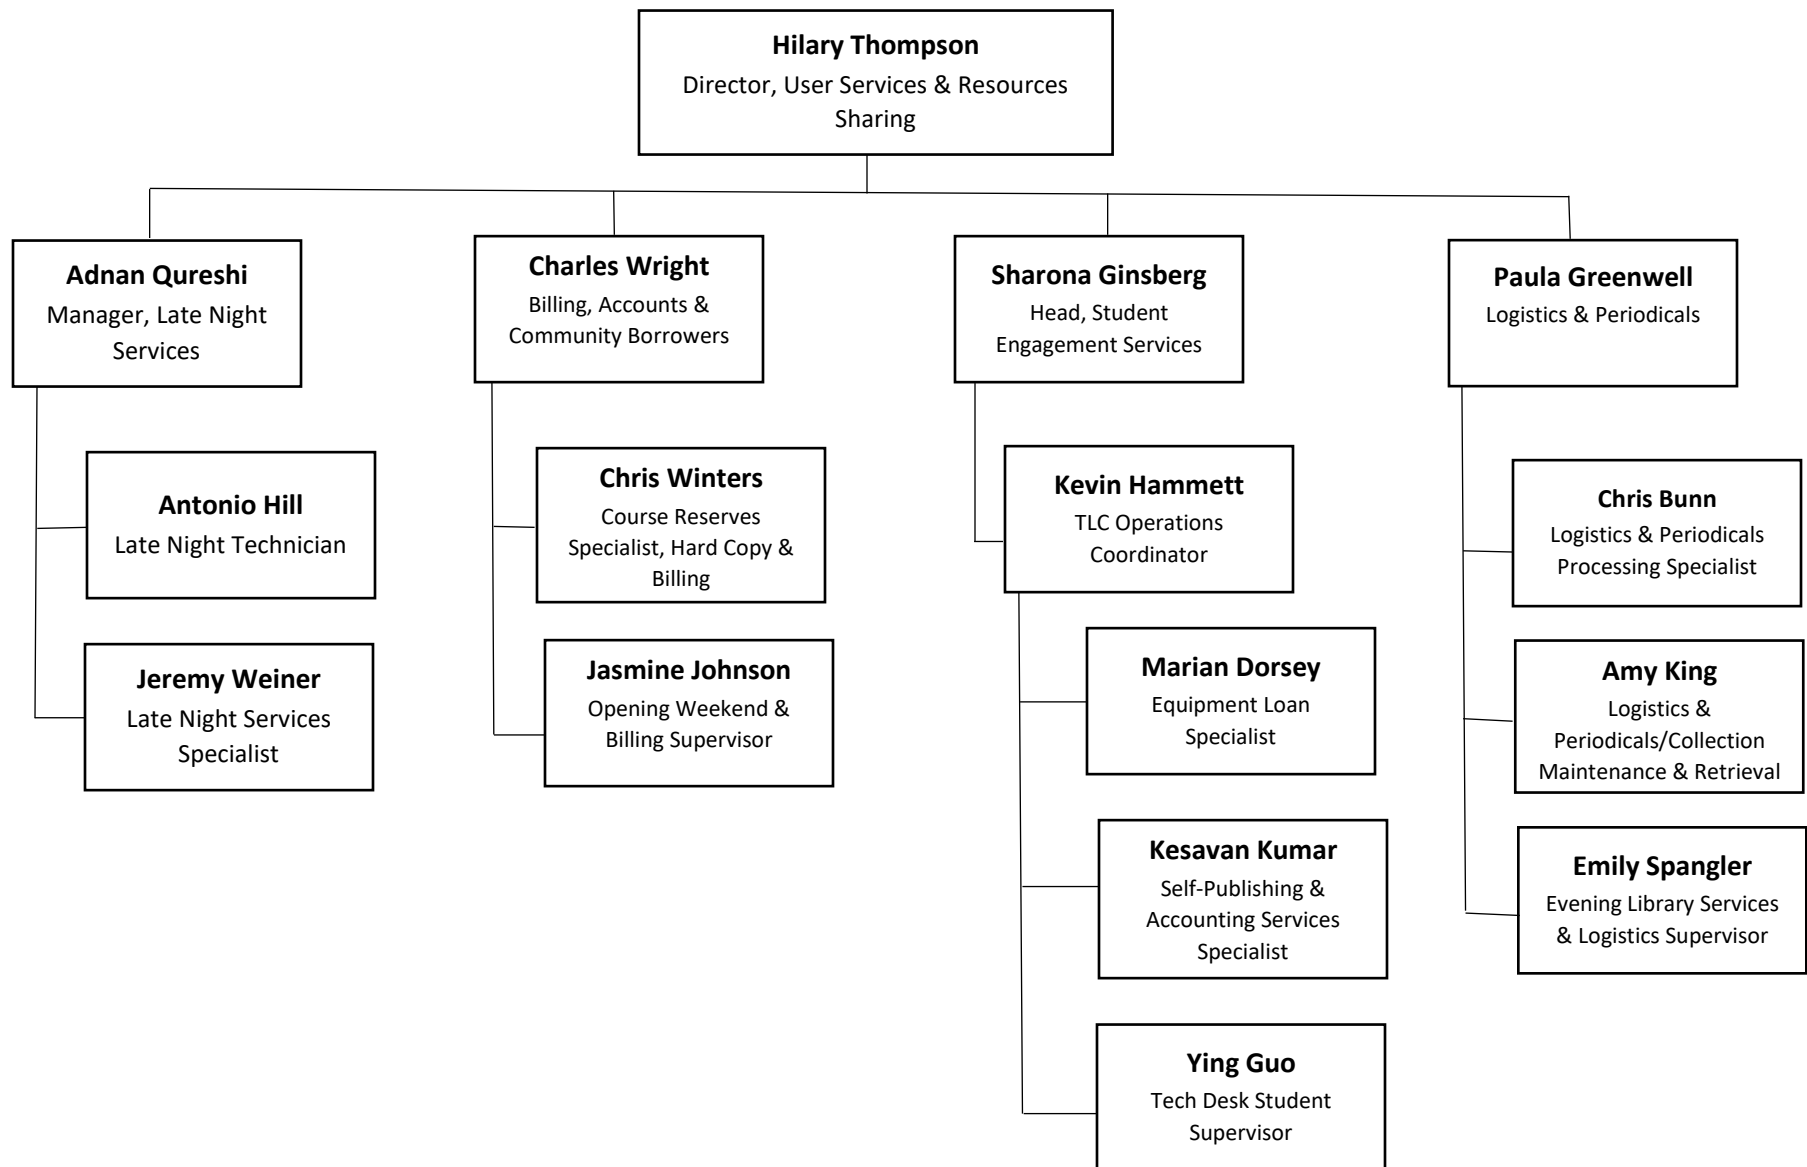 Hilary Thompson
Director, User Services & Resources
Sharing
Adnan Qureshi
Manager, Late Night
Services
Charles Wright
Billing, Accounts &
Community Borrowers
Sharona Ginsberg
Head, Student
Engagement Services
Paula Greenwell
Logistics & Periodicals
Antonio Hill
Late Night Technician
Jeremy Weiner
Late Night Services
Specialist
Chris Winters
Course Reserves
Specialist, Hard Copy &
Billing
Jasmine Johnson
Opening Weekend &
Billing Supervisor
Kevin Hammett
TLC Operations
Coordinator
Marian Dorsey
Equipment Loan
Specialist
Kesavan Kumar
Self-Publishing &
Accounting Services
Specialist
Ying Guo
Tech Desk Student
Supervisor
Chris Bunn
Logistics & Periodicals
Processing Specialist
Amy King
Logistics &
Periodicals/Collection
Maintenance & Retrieval
Emily Spangler
Evening Library Services
& Logistics Supervisor